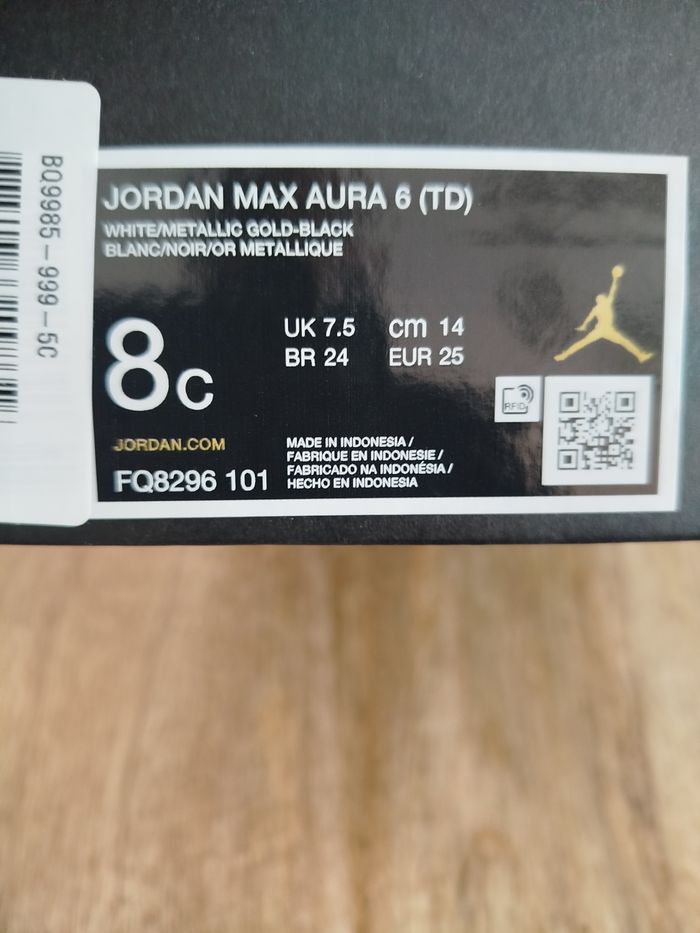 BQ9985-999-5C
JORDAN MAX AURA 6 (TD)
WHITE/METALLIC GOLD-BLACK
BLANC/NOIR/OR METALLIQUE
8C
UK 7.5 cm 14
BR 24 EUR 25
RFID
JORDAN.COM
FQ8296 101
MADE IN INDONESIA /
FABRIQUE EN INDONESIE /
FABRICADO NA INDONÉSIA /
HECHO EN INDONESIA